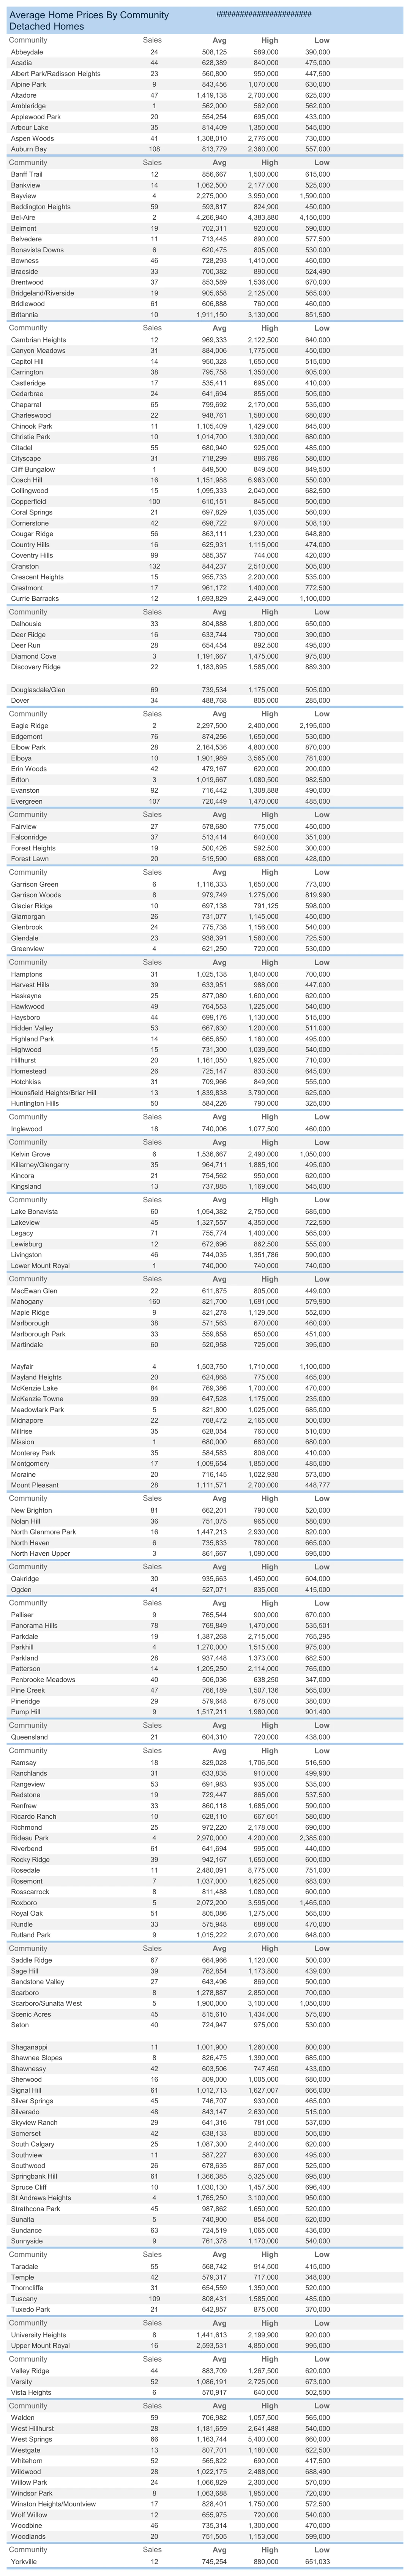 Average Home Prices By Community
Detached Homes
########################
Community Sales Avg High Low
Abbeydale 24 508,125 589,000 390,000
Acadia 44 628,389 840,000 475,000
Albert Park/Radisson Heights 23 560,800 950,000 447,500
Alpine Park 9 843,456 1,070,000 630,000
Altadore 47 1,419,138 2,700,000 625,000
Ambleridge 1 562,000 562,000 562,000
Applewood Park 20 554,254 695,000 433,000
Arbour Lake 35 814,409 1,350,000 545,000
Aspen Woods 41 1,308,010 2,776,000 730,000
Auburn Bay 108 813,779 2,360,000 557,000
Community Sales Avg High Low
Banff Trail 12 856,667 1,500,000 615,000
Bankview 14 1,062,500 2,177,000 525,000
Bayview 4 2,275,000 3,950,000 1,590,000
Beddington Heights 59 593,817 824,900 450,000
Bel-Aire 2 4,266,940 4,383,880 4,150,000
Belmont 19 702,311 920,000 590,000
Belvedere 11 713,445 890,000 577,500
Bonavista Downs 6 620,475 805,000 530,000
Bowness 46 728,293 1,410,000 460,000
Braeside 33 700,382 890,000 524,490
Brentwood 37 853,589 1,536,000 670,000
Bridgeland/Riverside 19 905,658 2,125,000 565,000
Bridlewood 61 606,888 760,000 460,000
Britannia 10 1,911,150 3,130,000 851,500
Community Sales Avg High Low
Cambrian Heights 12 969,333 2,122,500 640,000
Canyon Meadows 31 884,006 1,775,000 450,000
Capitol Hill 14 950,328 1,650,000 515,000
Carrington 38 795,758 1,350,000 605,000
Castleridge 17 535,411 695,000 410,000
Cedarbrae 24 641,694 855,000 505,000
Chaparral 65 799,692 2,170,000 535,000
Charleswood 22 948,761 1,580,000 680,000
Chinook Park 11 1,105,409 1,429,000 845,000
Christie Park 10 1,014,700 1,300,000 680,000
Citadel 55 680,940 925,000 485,000
Cityscape 31 718,299 886,786 580,000
Cliff Bungalow 1 849,500 849,500 849,500
Coach Hill 16 1,151,988 6,963,000 550,000
Collingwood 15 1,095,333 2,040,000 682,500
Copperfield 100 610,151 845,000 500,000
Coral Springs 21 697,829 1,035,000 560,000
Cornerstone 42 698,722 970,000 508,100
Cougar Ridge 56 863,111 1,230,000 648,800
Country Hills 16 625,931 1,115,000 474,000
Coventry Hills 99 585,357 744,000 420,000
Cranston 132 844,237 2,510,000 505,000
Crescent Heights 15 955,733 2,200,000 535,000
Crestmont 17 961,172 1,400,000 772,500
Currie Barracks 12 1,693,829 2,449,000 1,100,000
Community Sales Avg High Low
Dalhousie 33 804,888 1,800,000 650,000
Deer Ridge 16 633,744 790,000 390,000
Deer Run 28 654,454 892,500 495,000
Diamond Cove 3 1,191,667 1,475,000 975,000
Discovery Ridge 22 1,183,895 1,585,000 889,300
Douglasdale/Glen 69 739,534 1,175,000 505,000
Dover 34 488,768 805,000 285,000
Community Sales Avg High Low
Eagle Ridge 2 2,297,500 2,400,000 2,195,000
Edgemont 76 874,256 1,650,000 530,000
Elbow Park 28 2,164,536 4,800,000 870,000
Elboya 10 1,901,989 3,565,000 781,000
Erin Woods 42 479,167 620,000 200,000
Erlton 3 1,019,667 1,080,500 982,500
Evanston 92 716,442 1,308,888 490,000
Evergreen 107 720,449 1,470,000 485,000
Community Sales Avg High Low
Fairview 27 578,680 775,000 450,000
Falconridge 37 513,414 640,000 351,000
Forest Heights 19 500,426 592,500 300,000
Forest Lawn 20 515,590 688,000 428,000
Community Sales Avg High Low
Garrison Green 6 1,116,333 1,650,000 773,000
Garrison Woods 8 979,749 1,275,000 819,990
Glacier Ridge 10 697,138 791,125 598,000
Glamorgan 26 731,077 1,145,000 450,000
Glenbrook 24 775,738 1,156,000 540,000
Glendale 23 938,391 1,580,000 725,500
Greenview 4 621,250 720,000 530,000
Community Sales Avg High Low
Hamptons 31 1,025,138 1,840,000 700,000
Harvest Hills 39 633,951 988,000 447,000
Haskayne 25 877,080 1,600,000 620,000
Hawkwood 49 764,553 1,225,000 540,000
Haysboro 44 699,176 1,130,000 515,000
Hidden Valley 53 667,630 1,200,000 511,000
Highland Park 14 665,650 1,160,000 495,000
Highwood 15 731,300 1,039,500 540,000
Hillhurst 20 1,161,050 1,925,000 710,000
Homestead 26 725,147 830,500 645,000
Hotchkiss 31 709,966 849,900 555,000
Hounsfield Heights/Briar Hill 13 1,839,838 3,790,000 625,000
Huntington Hills 50 584,226 790,000 325,000
Community Sales Avg High Low
Inglewood 18 740,006 1,077,500 460,000
Community Sales Avg High Low
Kelvin Grove 6 1,536,667 2,490,000 1,050,000
Killarney/Glengarry 35 964,711 1,885,100 495,000
Kincora 21 754,562 950,000 620,000
Kingsland 13 737,885 1,169,000 545,000
Community Sales Avg High Low
Lake Bonavista 60 1,054,382 2,750,000 685,000
Lakeview 45 1,327,557 4,350,000 722,500
Legacy 71 755,774 1,400,000 565,000
Lewisburg 12 672,696 862,500 555,000
Livingston 46 744,035 1,351,786 590,000
Lower Mount Royal 1 740,000 740,000 740,000
Community Sales Avg High Low
MacEwan Glen 22 611,875 805,000 449,000
Mahogany 160 821,700 1,691,000 579,900
Maple Ridge 9 821,278 1,129,500 552,000
Marlborough 38 571,563 670,000 460,000
Marlborough Park 33 559,858 650,000 451,000
Martindale 60 520,958 725,000 395,000
Mayfair 4 1,503,750 1,710,000 1,100,000
Mayland Heights 20 624,868 775,000 465,000
McKenzie Lake 84 769,386 1,700,000 470,000
McKenzie Towne 99 647,528 1,175,000 235,000
Meadowlark Park 5 821,800 1,025,000 685,000
Midnapore 22 768,472 2,165,000 500,000
Millrise 35 628,054 760,000 510,000
Mission 1 680,000 680,000 680,000
Monterey Park 35 584,583 806,000 410,000
Montgomery 17 1,009,654 1,850,000 485,000
Moraine 20 716,145 1,022,930 573,000
Mount Pleasant 28 1,111,571 2,700,000 448,777
Community Sales Avg High Low
New Brighton 81 662,201 790,000 520,000
Nolan Hill 36 751,075 965,000 580,000
North Glenmore Park 16 1,447,213 2,930,000 820,000
North Haven 6 735,833 780,000 665,000
North Haven Upper 3 861,667 1,090,000 695,000
Community Sales Avg High Low
Oakridge 30 935,663 1,450,000 604,000
Ogden 41 527,071 835,000 415,000
Community Sales Avg High Low
Palliser 9 765,544 900,000 670,000
Panorama Hills 78 769,849 1,470,000 535,501
Parkdale 19 1,387,268 2,715,000 765,295
Parkhill 4 1,270,000 1,515,000 975,000
Parkland 28 937,448 1,373,000 682,500
Patterson 14 1,205,250 2,114,000 765,000
Penbrooke Meadows 40 506,036 638,250 347,000
Pine Creek 47 766,189 1,507,136 565,000
Pineridge 29 579,648 678,000 380,000
Pump Hill 9 1,517,211 1,980,000 901,400
Community Sales Avg High Low
Queensland 21 604,310 720,000 438,000
Community Sales Avg High Low
Ramsay 18 829,028 1,706,500 516,500
Ranchlands 31 633,835 910,000 499,900
Rangeview 53 691,983 935,000 535,000
Redstone 19 729,447 865,000 537,500
Renfrew 33 860,118 1,685,000 590,000
Ricardo Ranch 10 628,110 667,601 580,000
Richmond 25 972,220 2,178,000 690,000
Rideau Park 4 2,970,000 4,200,000 2,385,000
Riverbend 61 641,694 995,000 440,000
Rocky Ridge 39 942,167 1,650,000 600,000
Rosedale 11 2,480,091 8,775,000 751,000
Rosemont 7 1,037,000 1,625,000 683,000
Rosscarrock 8 811,488 1,080,000 600,000
Roxboro 5 2,072,200 3,595,000 1,465,000
Royal Oak 51 805,086 1,275,000 565,000
Rundle 33 575,948 688,000 470,000
Rutland Park 9 1,015,222 2,070,000 648,000
Community Sales Avg High Low
Saddle Ridge 67 664,966 1,120,000 500,000
Sage Hill 39 762,854 1,173,800 439,000
Sandstone Valley 27 643,496 869,000 500,000
Scarboro 8 1,278,887 2,850,000 700,000
Scarboro/Sunalta West 5 1,900,000 3,100,000 1,050,000
Scenic Acres 45 815,610 1,434,000 575,000
Seton 40 724,947 975,000 530,000
Shaganappi 11 1,001,900 1,260,000 800,000
Shawnee Slopes 8 826,475 1,390,000 685,000
Shawnessy 42 603,506 747,450 433,000
Sherwood 16 809,000 1,005,000 680,000
Signal Hill 61 1,012,713 1,627,007 666,000
Silver Springs 45 746,707 930,000 465,000
Silverado 48 843,147 2,630,000 515,000
Skyview Ranch 29 641,316 781,000 537,000
Somerset 42 638,133 800,000 505,000
South Calgary 25 1,087,300 2,440,000 620,000
Southview 11 587,227 630,000 495,000
Southwood 26 678,635 867,000 525,000
Springbank Hill 61 1,366,385 5,325,000 695,000
Spruce Cliff 10 1,030,130 1,457,500 696,400
St Andrews Heights 4 1,765,250 3,100,000 950,000
Strathcona Park 45 987,862 1,650,000 520,000
Sunalta 5 740,900 854,500 620,000
Sundance 63 724,519 1,065,000 436,000
Sunnyside 9 761,378 1,170,000 540,000
Community Sales Avg High Low
Taradale 55 568,742 914,500 415,000
Temple 42 579,317 717,000 348,000
Thorncliffe 31 654,559 1,350,000 520,000
Tuscany 109 808,431 1,585,000 485,000
Tuxedo Park 21 642,857 875,000 370,000
Community Sales Avg High Low
University Heights 8 1,441,613 2,199,900 920,000
Upper Mount Royal 16 2,593,531 4,850,000 995,000
Community Sales Avg High Low
Valley Ridge 44 883,709 1,267,500 620,000
Varsity 52 1,086,191 2,725,000 673,000
Vista Heights 6 570,917 640,000 502,500
Community Sales Avg High Low
Walden 59 706,982 1,057,500 565,000
West Hillhurst 28 1,181,659 2,641,488 540,000
West Springs 66 1,163,744 5,400,000 660,000
Westgate 13 807,701 1,180,000 622,500
Whitehorn 52 565,822 690,000 417,500
Wildwood 28 1,022,175 2,488,000 688,490
Willow Park 24 1,066,829 2,300,000 570,000
Windsor Park 8 1,063,688 1,950,000 720,000
Winston Heights/Mountview 17 828,401 1,750,000 572,500
Wolf Willow 12 655,975 720,000 540,000
Woodbine 46 735,314 1,300,000 470,000
Woodlands 20 751,505 1,153,000 599,000
Community Sales Avg High Low
Yorkville 12 745,254 880,000 651,033